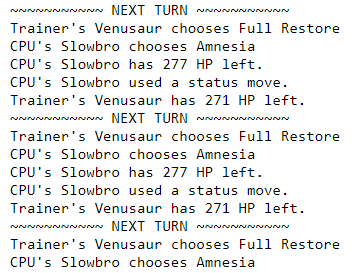 ~~~~~~~~~~~~ NEXT TURN ~~~~~~~~~~~~
Trainer's Venusaur chooses Full Restore
CPU's Slowbro chooses Amnesia
CPU's Slowbro has 277 HP left.
CPU's Slowbro used a status move.
Trainer's Venusaur has 271 HP left.
~~~~~~~~~~~~ NEXT TURN ~~~~~~~~~~~~
Trainer's Venusaur chooses Full Restore
CPU's Slowbro chooses Amnesia
CPU's Slowbro has 277 HP left.
CPU's Slowbro used a status move.
Trainer's Venusaur has 271 HP left.
~~~~~~~~~~~~ NEXT TURN ~~~~~~~~~~~~
Trainer's Venusaur chooses Full Restore
CPU's Slowbro chooses Amnesia